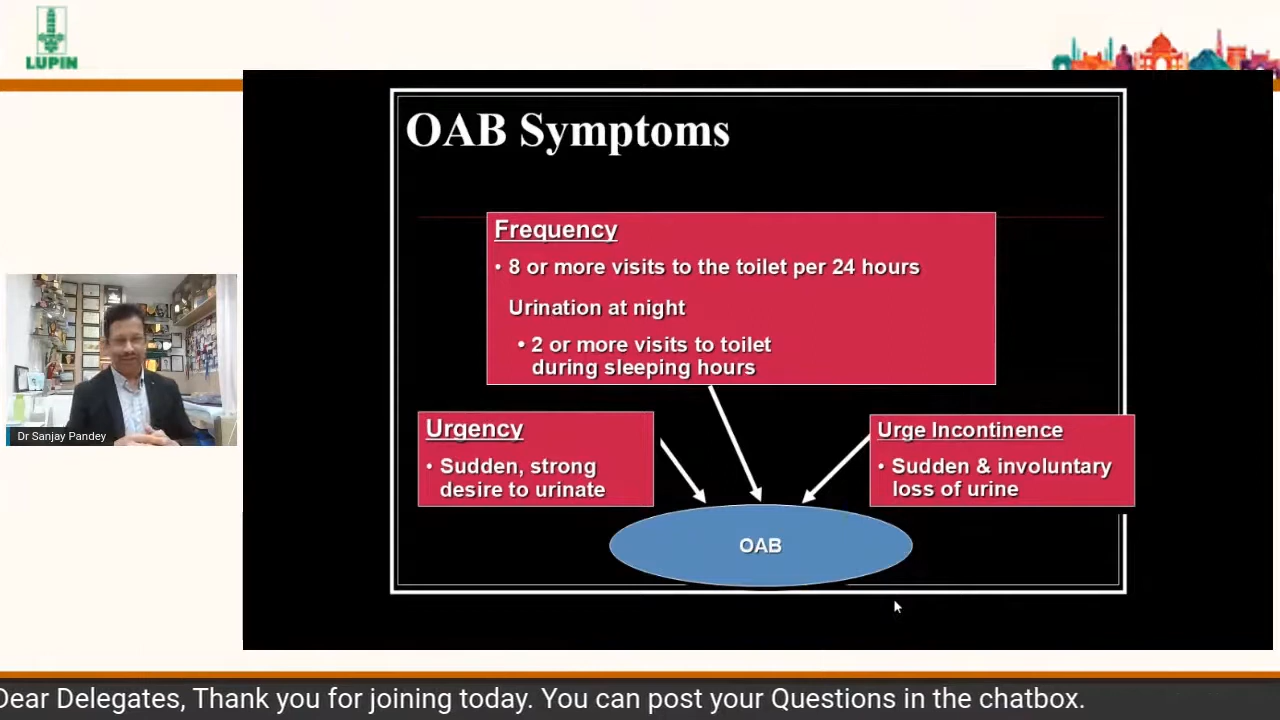 LUPIN
OAB Symptoms
Frequency
• 8 or more visits to the toilet per 24 hours
Urination at night
• 2 or more visits to toilet
during sleeping hours
Urgency
• Sudden, strong
desire to urinate
Urge Incontinence
• Sudden & involuntary
loss of urine
OAB
Dr Sanjay Pandey
Dear Delegates, Thank you for joining today. You can post your Questions in the chatbox.